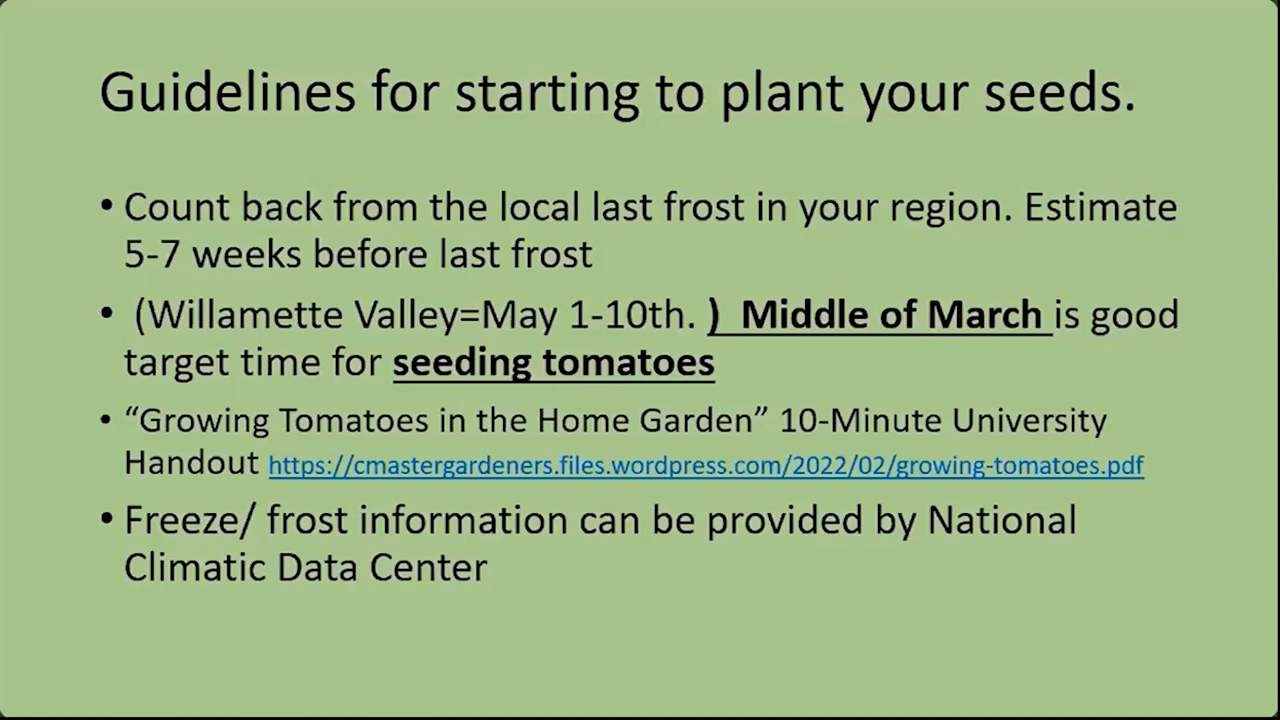 Guidelines for starting to plant your seeds.
• Count back from the local last frost in your region. Estimate
5-7 weeks before last frost
• (Willamette Valley=May 1-10th. ) Middle of March is good
target time for seeding tomatoes
• “Growing Tomatoes in the Home Garden” 10-Minute University
Handout https://cmastergardeners.files.wordpress.com/2022/02/growing-tomatoes.pdf
• Freeze/ frost information can be provided by National
Climatic Data Center